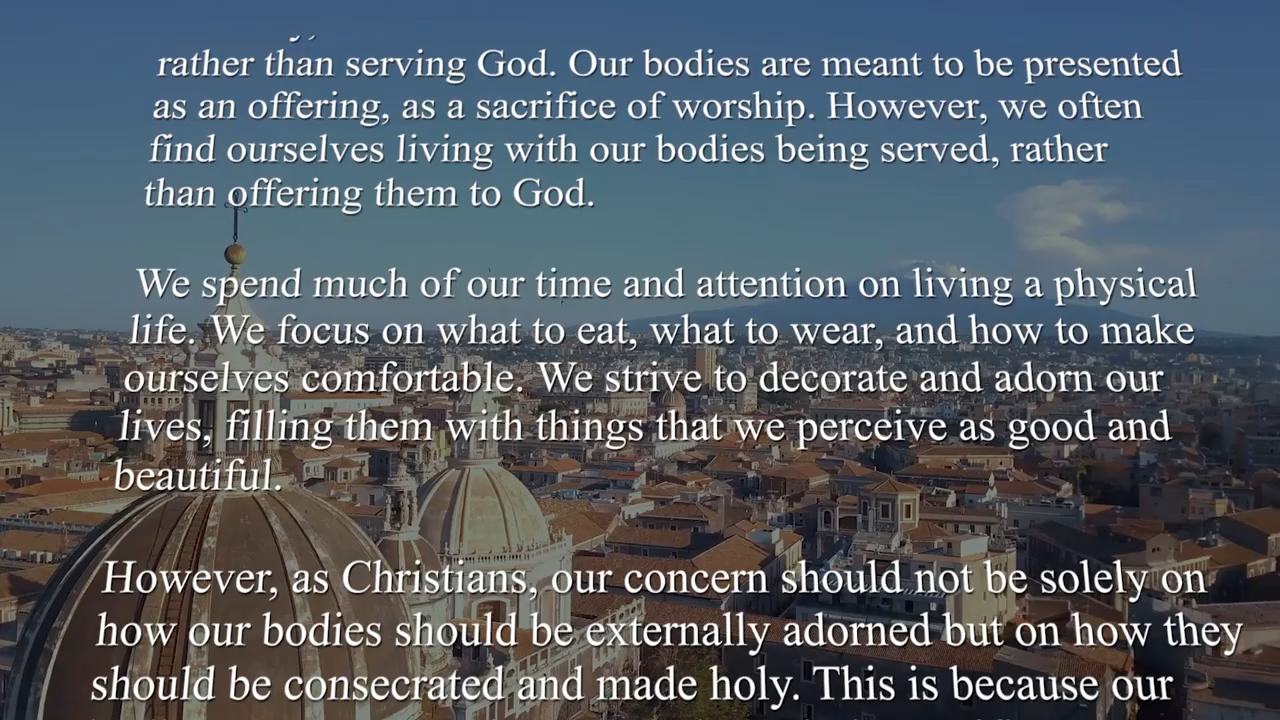 rather than serving God. Our bodies are meant to be presented
as an offering, as a sacrifice of worship. However, we often
find ourselves living with our bodies being served, rather
than offering them to God.
We spend much of our time and attention on living a physical
life. We focus on what to eat, what to wear, and how to make
ourselves comfortable. We strive to decorate and adorn our
lives, filling them with things that we perceive as good and
beautiful.
However, as Christians, our concern should not be solely on
how our bodies should be externally adorned but on how they
should be consecrated and made holy. This is because our